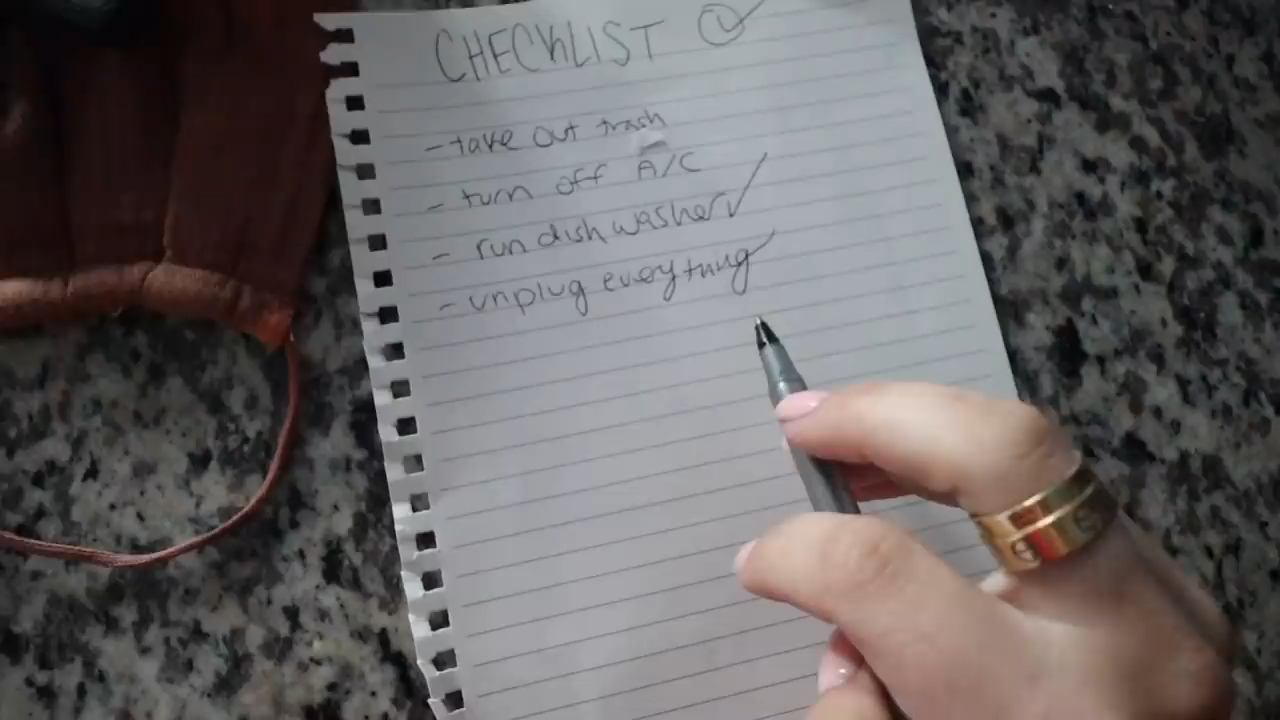 CHECKLIST ✓
- take out trash
- turn off A/C
- run dishwasher ✓
- unplug everything ✓